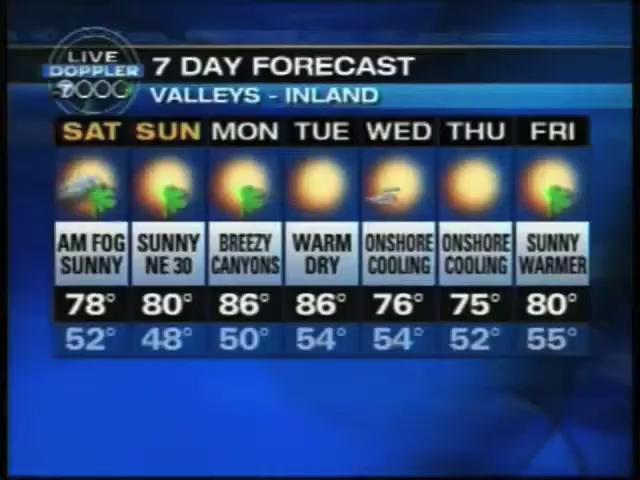 LIVE
DOPPLER
7000
7 DAY FORECAST
VALLEYS - INLAND
SAT SUN MON TUE WED THU FRI
AM FOG SUNNY BREEZY WARM ONSHORE ONSHORE SUNNY
SUNNY NE 30 CANYONS DRY COOLING COOLING WARMER
78° 80° 86° 86° 76° 75° 80°
52° 48° 50° 54° 54° 52° 55°